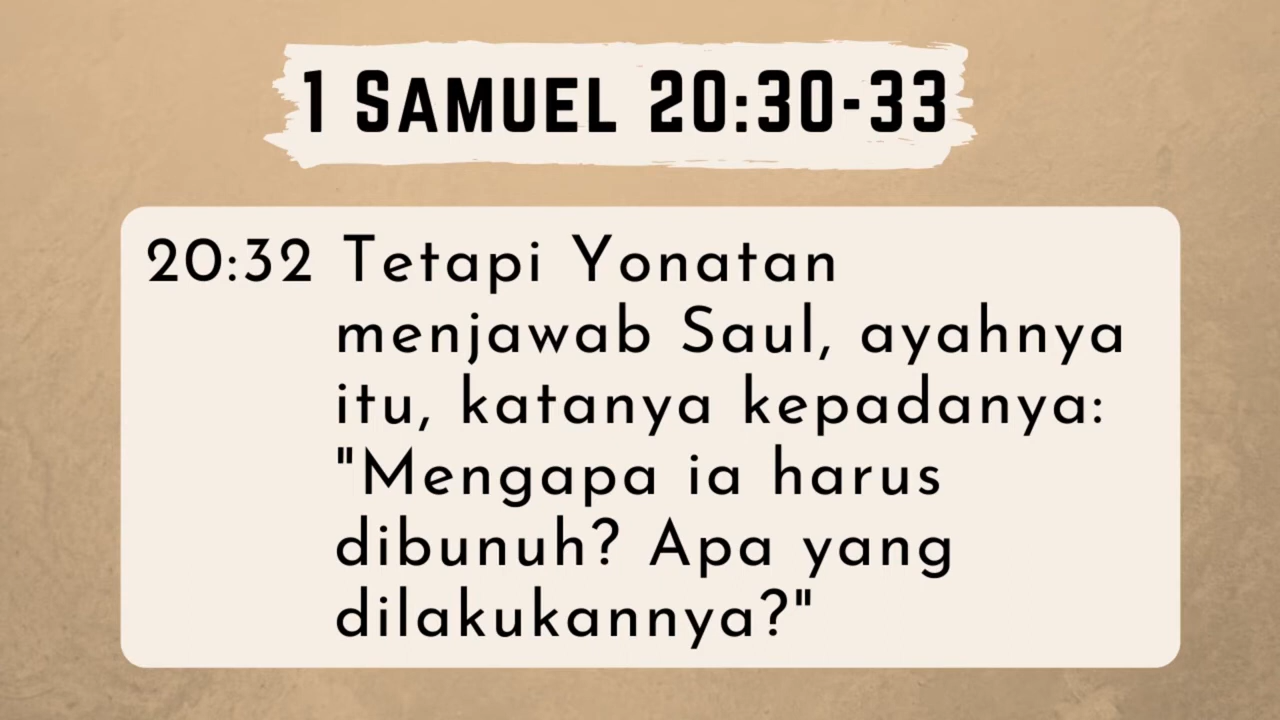 1 SAMUEL 20:30-33
20:32 Tetapi Yonatan
menjawab Saul, ayahnya
itu, katanya kepadanya:
"Mengapa ia harus
dibunuh? Apa yang
dilakukannya?"